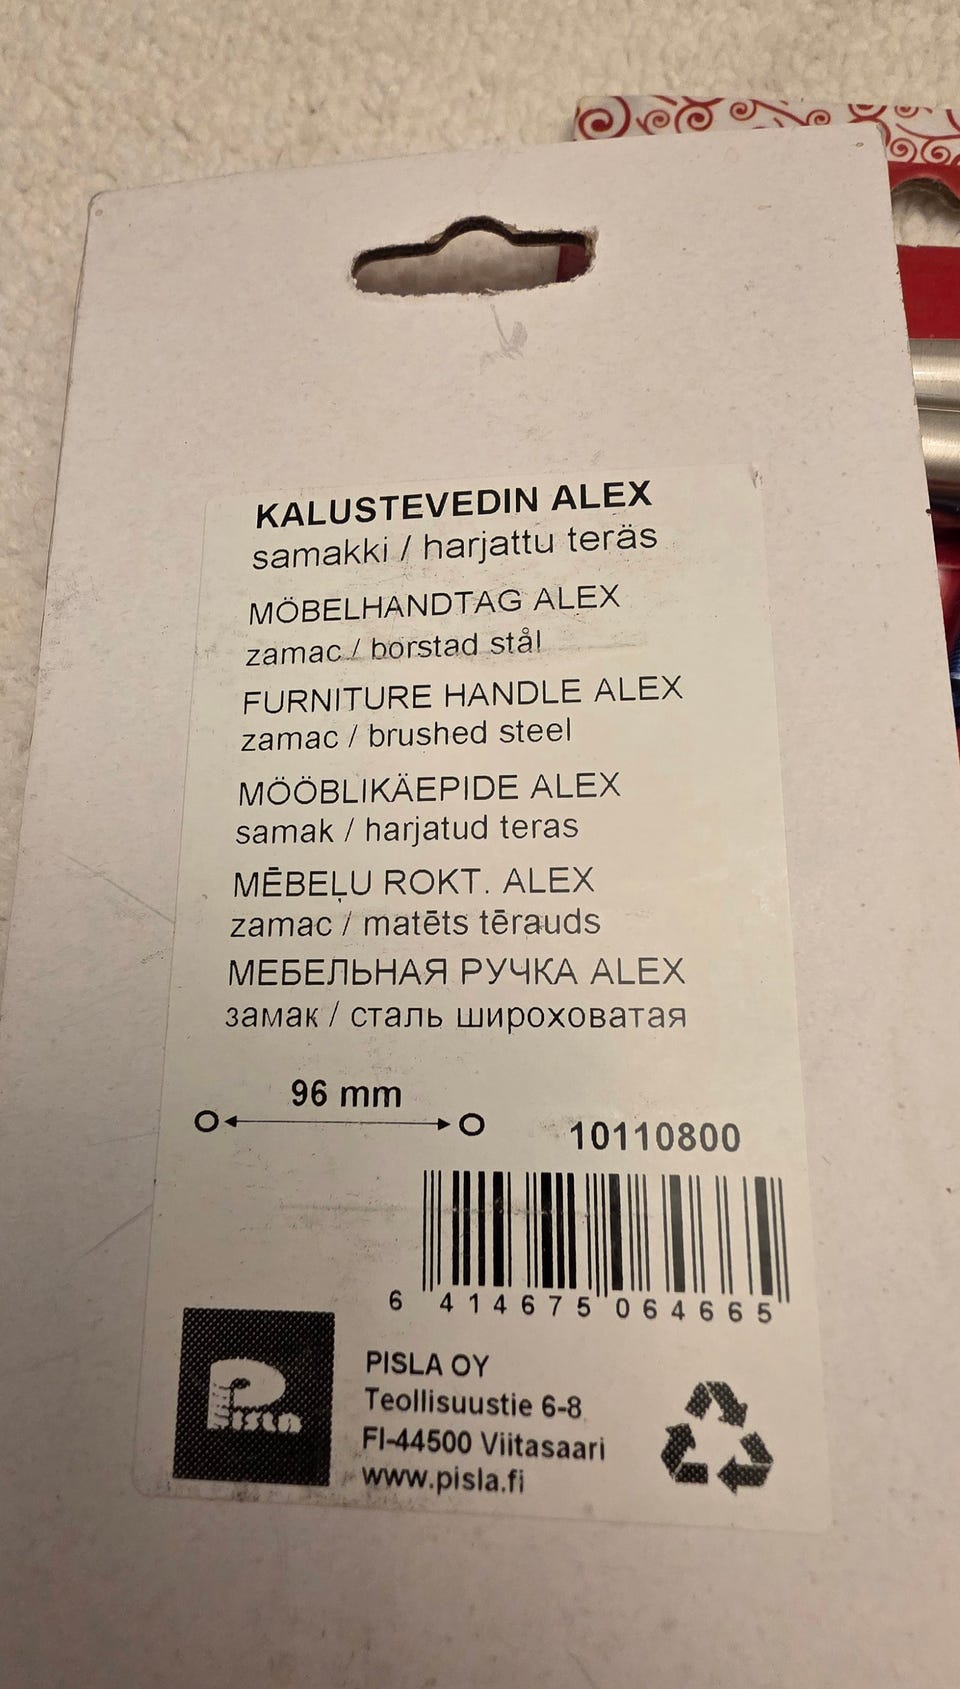 KALUSTEVEDIN ALEX
samakki / harjattu teräs
MÖBELHANDTAG ALEX
zamac / borstad stål
FURNITURE HANDLE ALEX
zamac / brushed steel
MÖÖBLIKÄEPIDE ALEX
samak / harjatud teras
MĒBEĻU ROKT. ALEX
zamac / matēts tērauds
МЕБЕЛЬНАЯ РУЧКА ALEX
замак / сталь широховатая
96 mm
10110800
6 414675 064665
Pisla
PISLA OY
Teollisuustie 6-8
FI-44500 Viitasaari
www.pisla.fi